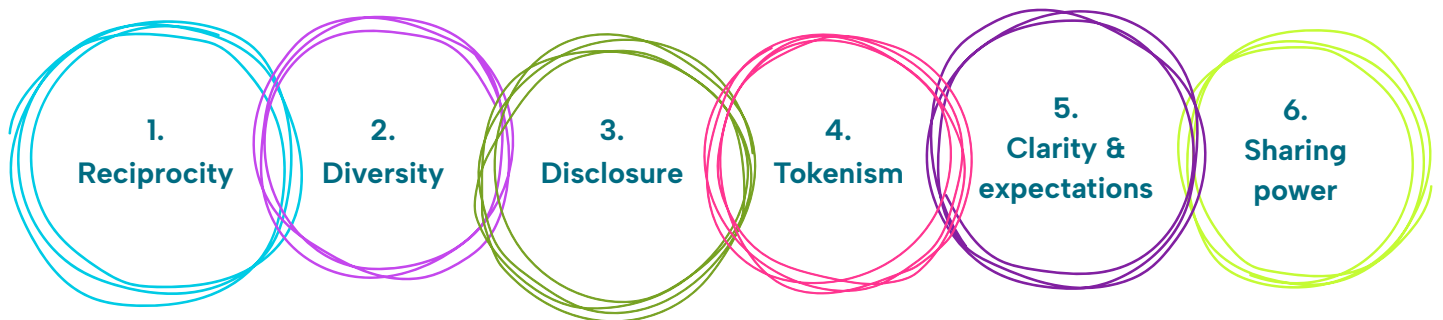 1.
Reciprocity
2.
Diversity
3.
Disclosure
4.
Tokenism
5.
Clarity &
expectations
6.
Sharing
power